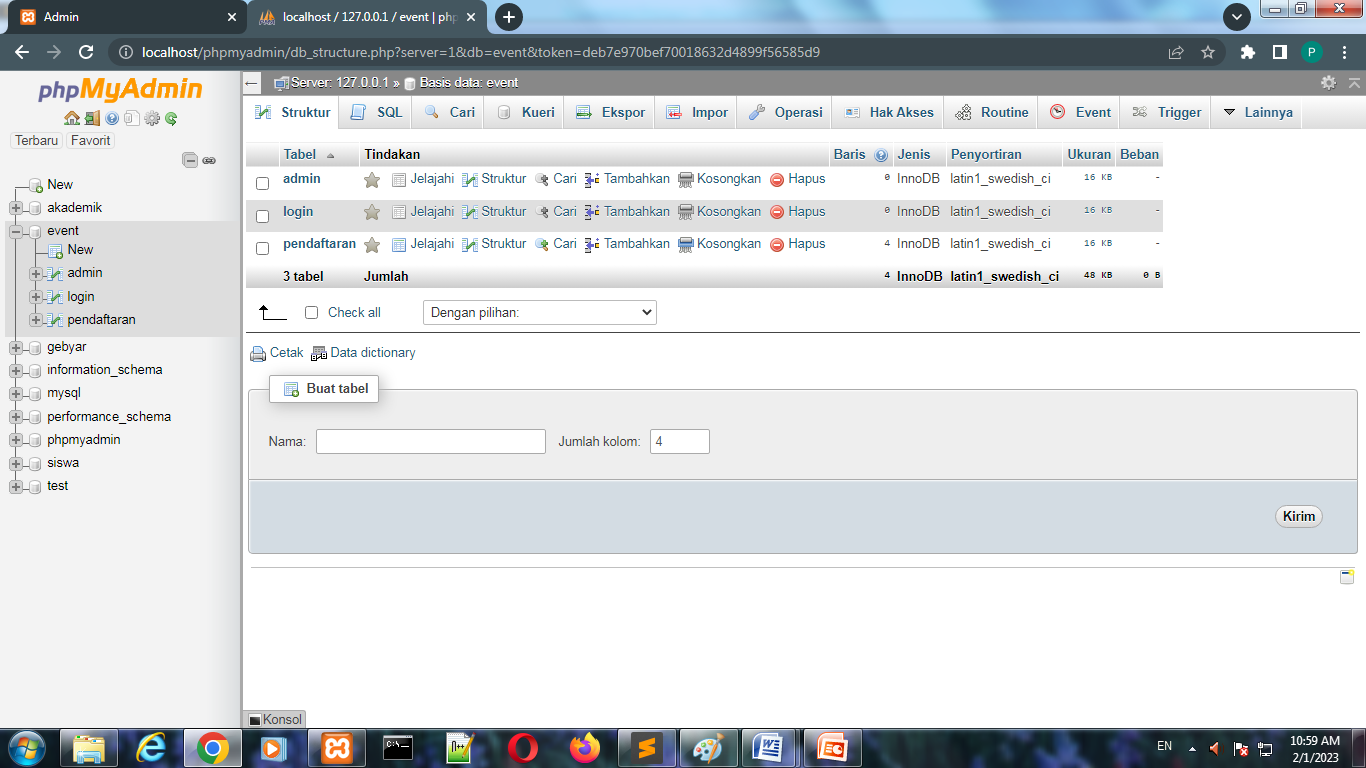 Admin
localhost / 127.0.0.1 / event | php
localhost/phpmyadmin/db_structure.php?server=1&db=event&token=deb7e970bef70018632d4899f56585d9
P
phpMyAdmin
Terbaru Favorit
New
akademik
event
New
admin
login
pendaftaran
gebyar
information_schema
mysql
performance_schema
phpmyadmin
siswa
test
Server: 127.0.0.1 » Basis data: event
Struktur SQL Cari Kueri Ekspor Impor Operasi Hak Akses Routine Event Trigger Lainnya
Tabel Tindakan Baris Jenis Penyortiran Ukuran Beban
admin Jelajahi Struktur Cari Tambahkan Kosongkan Hapus 0 InnoDB latin1_swedish_ci 16 KB -
login Jelajahi Struktur Cari Tambahkan Kosongkan Hapus 0 InnoDB latin1_swedish_ci 16 KB -
pendaftaran Jelajahi Struktur Cari Tambahkan Kosongkan Hapus 4 InnoDB latin1_swedish_ci 16 KB -
3 tabel Jumlah 4 InnoDB latin1_swedish_ci 48 KB 0 B
Check all Dengan pilihan:
Cetak Data dictionary
Buat tabel
Nama: Jumlah kolom: 4
Kirim
Konsol
EN 10:59 AM
2/1/2023